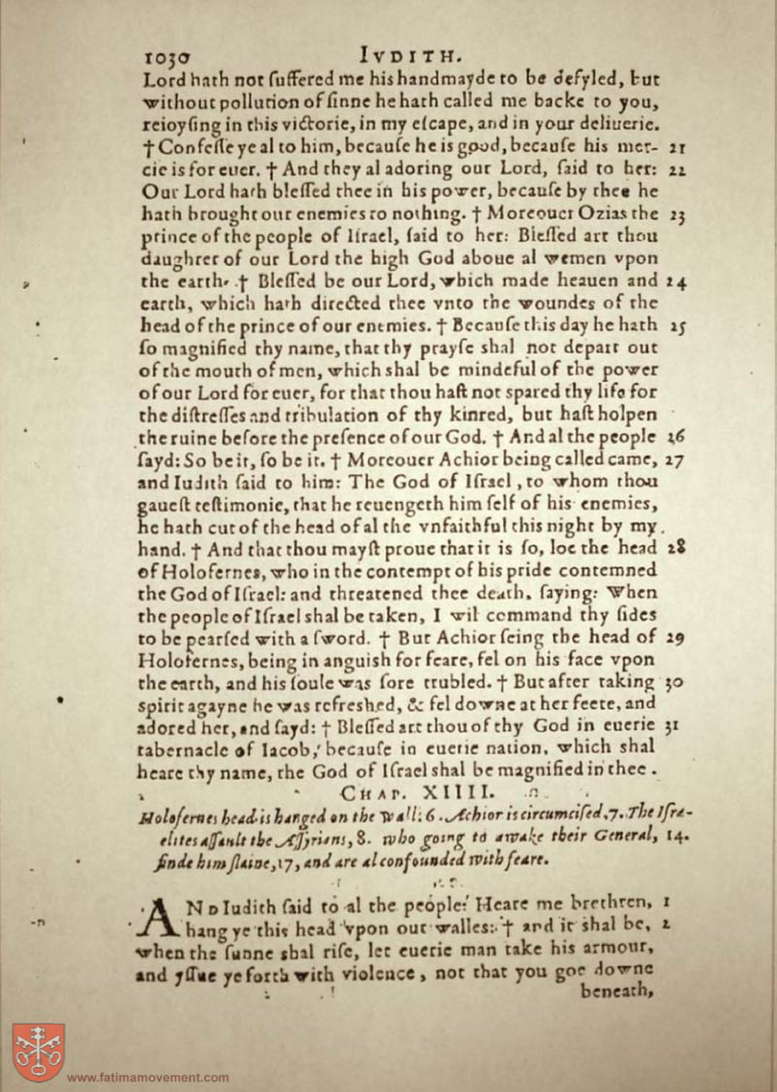 1030 IVDITH.
Lord hath not ſuffered me his handmayde to be defyled, but
without pollution of ſinne he hath called me backe to you,
reioyſing in this victorie, in my eſcape, and in your deliuerie.
† Confeſſe ye al to him, becauſe he is good, becauſe his mer- 21
cie is for euer. † And they al adoring our Lord, ſaid to her: 22
Our Lord hath bleſſed thee in his power, becauſe by thee he
hath brought our enemies to nothing. † Moreouer Ozias the 23
prince of the people of Iſrael, ſaid to her: Bleſſed art thou
daughter of our Lord the high God aboue al wemen vpon
the earth. † Bleſſed be our Lord, which made heauen and 24
earth, which hath directed thee vnto the woundes of the
head of the prince of our enemies. † Becauſe this day he hath 25
ſo magnified thy name, that thy prayſe shal not depart out
of the mouth of men, which shal be mindeful of the power
of our Lord for euer, for that thou haſt not spared thy life for
the diſtreſſes and tribulation of thy kinred, but haſt holpen
the ruine before the preſence of our God. † And al the people 26
ſayd: So be it, ſo be it. † Moreouer Achior being called came, 27
and Iudith ſaid to him: The God of Iſrael, to whom thou
gaueſt teſtimonie, that he reuengeth him ſelf of his enemies,
he hath cut of the head of al the vnfaithful this night by my
hand. † And that thou mayſt proue that it is ſo, loe the head 28
of Holofernes, who in the contempt of his pride contemned
the God of Iſrael: and threatened thee death, ſaying: When
the people of Iſrael shal be taken, I wil command thy ſides
to be pearſed with a ſword. † But Achior ſeing the head of 29
Holofernes, being in anguish for feare, fel on his face vpon
the earth, and his ſoule was ſore trubled. † But after taking 30
spirit agayne he was refreshed, & fel downe at her feete, and
adored her, and ſayd: † Bleſſed art thou of thy God in euerie 31
tabernacle of Iacob, becauſe in euerie nation, which shal
heare thy name, the God of Iſrael shal be magnified in thee.
CHAP. XIIII.
Holofernes head is hanged on the wall: 6. Achior is circumciſed, 7. The Iſra-
elites aſſault the Aſſyrians, 8. who going to awake their General, 14.
finde him ſlaine, 17, and are al confounded with feare.
AND Iudith ſaid to al the people: Heare me brethren, 1
hang ye this head vpon our walles: † and it shal be, 2
when the ſunne shal riſe, let euerie man take his armour,
and yſſue ye forth with violence, not that you goe downe
beneath,
www.fatimamovement.com